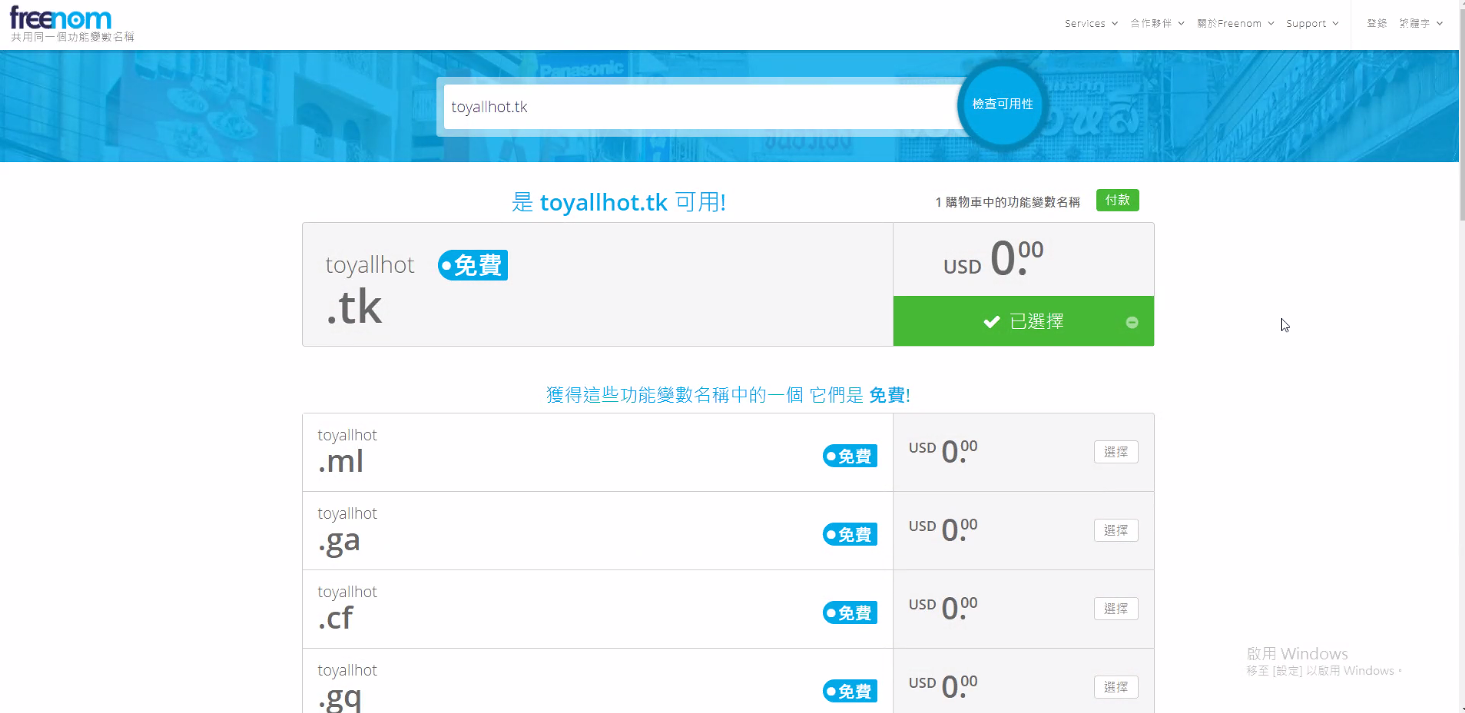 freenom
共用同一個功能變數名稱
Services 合作夥伴 關於Freenom Support 登錄 繁體字
Panasonic
toyallhot.tk
檢查可用性
是 toyallhot.tk 可用!
1 購物車中的功能變數名稱
付款
toyallhot 免費
.tk
USD 0.00
已選擇
獲得這些功能變數名稱中的一個 它們是 免費!
toyallhot
.ml
免費
USD 0.00
選擇
toyallhot
.ga
免費
USD 0.00
選擇
toyallhot
.cf
免費
USD 0.00
選擇
toyallhot
.gq
免費
USD 0.00
選擇
啟用 Windows
移至 [設定] 以啟用 Windows。